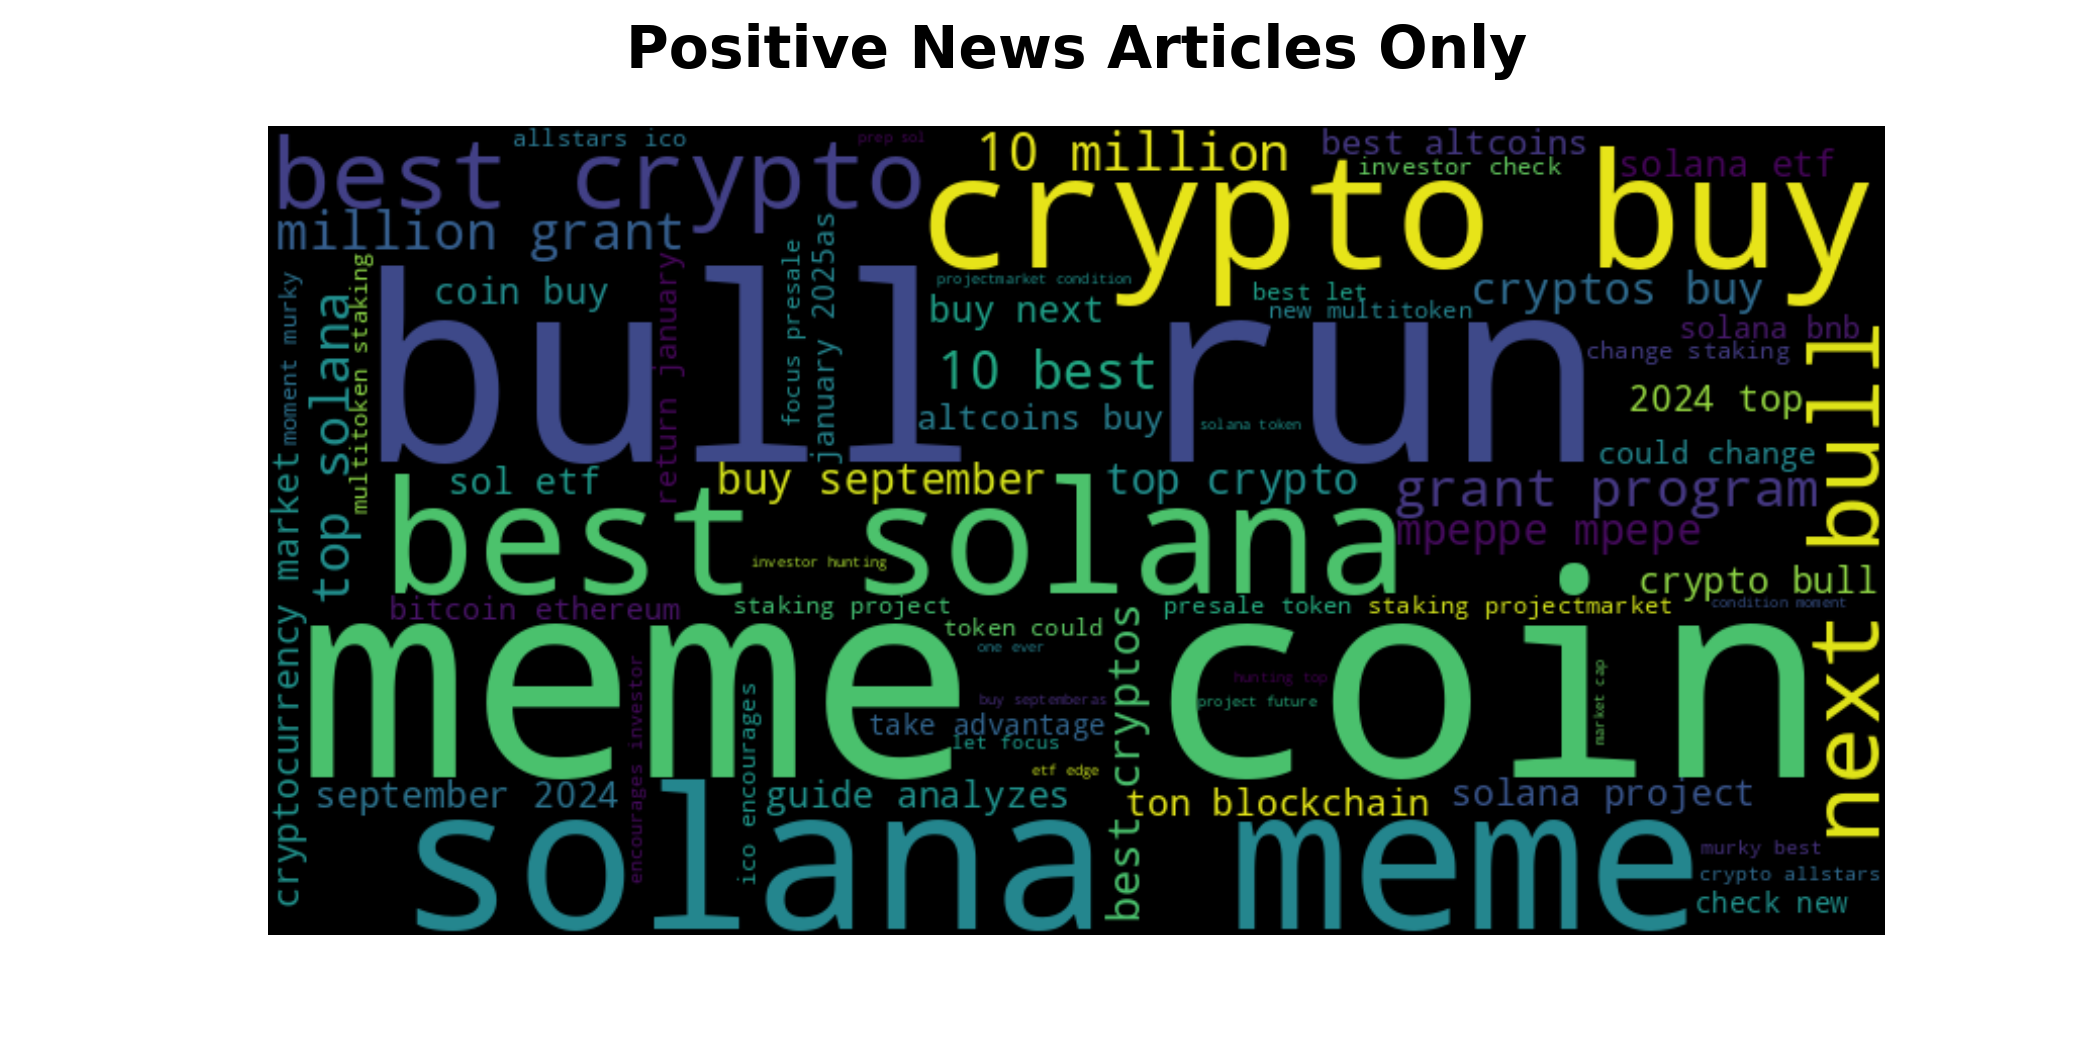 Positive News Articles Only
allstars ico
prep sol
best crypto
10 million
best altcoins
investor check
solana etf
crypto buy
million grant
coin buy
return january
focus presale
january 2025as
projectmarket condition
buy next
best let
new multitoken
cryptos buy
solana bnb
change staking
moment murky
multitoken staking
top solana
bull run
10 best
altcoins buy
solana token
2024 top
could change
next bull
sol etf
buy september
top crypto
grant program
mpeppe mpepe
best solana
investor hunting
crypto bull
cryptocurrency market
bitcoin ethereum
staking project
presale token
staking projectmarket
condition moment
token could
one ever
meme coin
hunting top
buy septemberas
project future
market cap
take advantage
let focus
etf edge
best cryptos
encourages investor
ico encourages
september 2024
guide analyzes
ton blockchain
solana project
solana meme
murky best
crypto allstars
check new